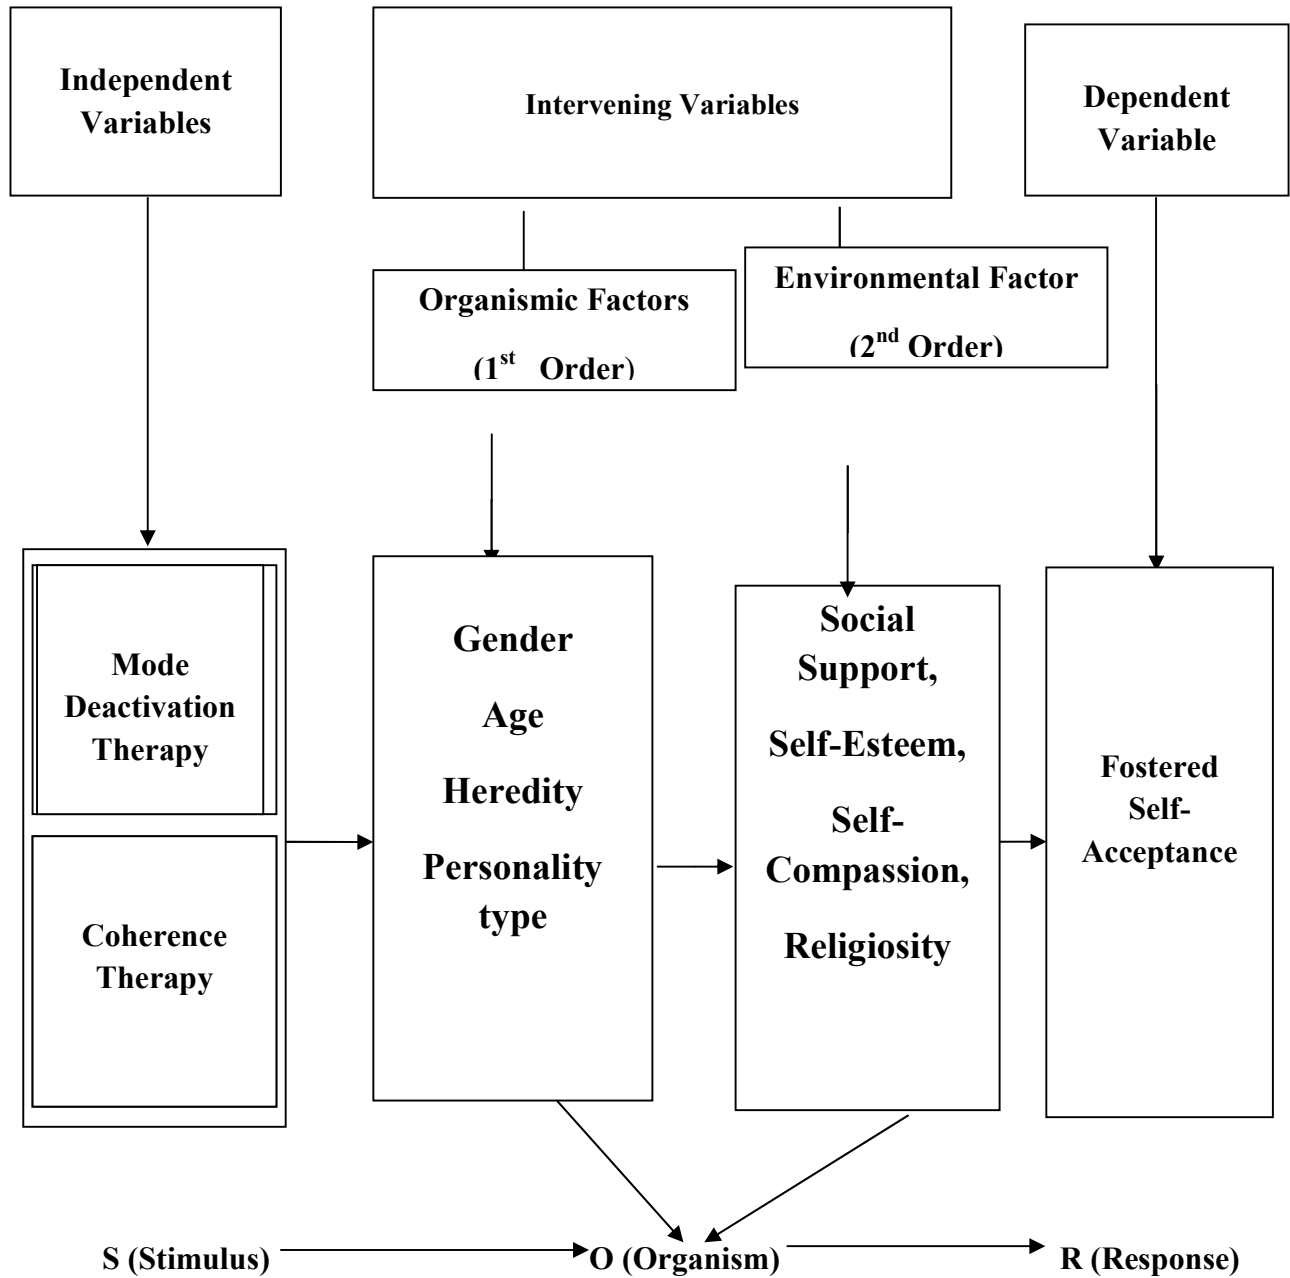 Independent
Variables
Intervening Variables
Dependent
Variable
Organismic Factors
(1st Order)
Environmental Factor
(2nd Order)
Mode
Deactivation
Therapy
Coherence
Therapy
Gender
Age
Heredity
Personality
type
Social
Support,
Self-Esteem,
Self-
Compassion,
Religiosity
Fostered
Self-
Acceptance
S (Stimulus)
O (Organism)
R (Response)